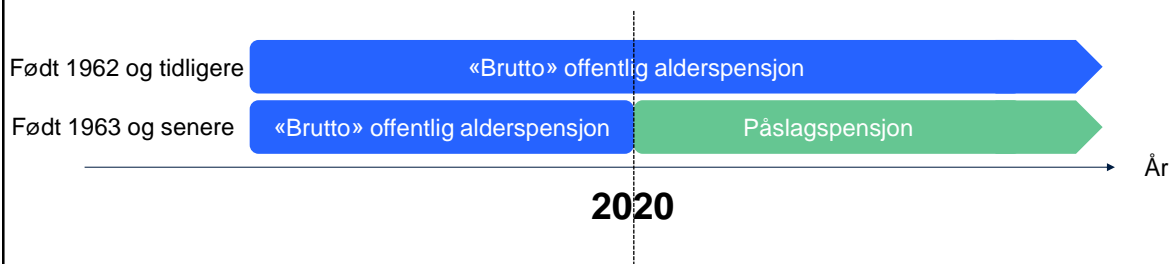 Født 1962 og tidligere
«Brutto» offentlig alderspensjon
Født 1963 og senere
«Brutto» offentlig alderspensjon
Påslagspensjon
År
2020